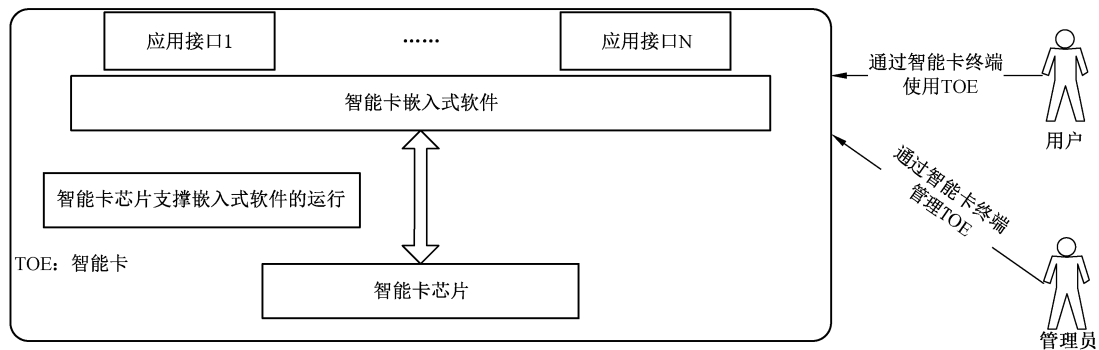 应用接口1
……
应用接口N
智能卡嵌入式软件
通过智能卡终端
使用TOE
用户
智能卡芯片支撑嵌入式软件的运行
通过智能卡终端
管理TOE
TOE：智能卡
智能卡芯片
管理员